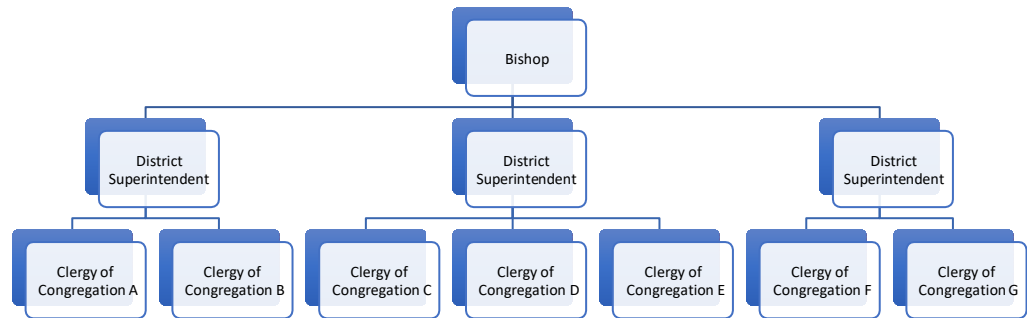 Bishop
District
Superintendent
District
Superintendent
District
Superintendent
Clergy of
Congregation A
Clergy of
Congregation B
Clergy of
Congregation C
Clergy of
Congregation D
Clergy of
Congregation E
Clergy of
Congregation F
Clergy of
Congregation G